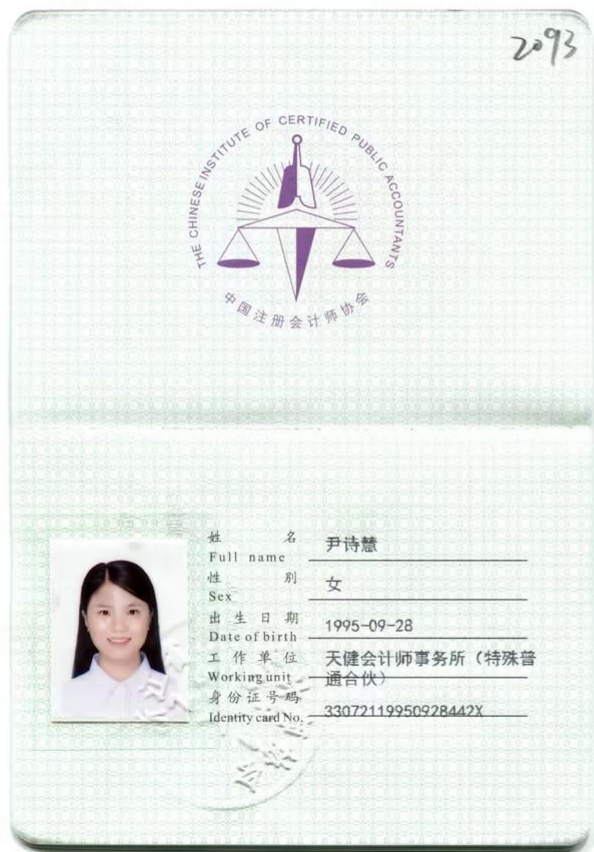 2093
THE CHINESE INSTITUTE OF CERTIFIED PUBLIC ACCOUNTANTS
中国注册会计师协会
姓 名 尹诗慧
Full name
性 别 女
Sex
出生日期 1995-09-28
Date of birth
工作单位 天健会计师事务所（特殊普
Working unit 通合伙）
身份证号码 33072119950928442X
Identity card No.